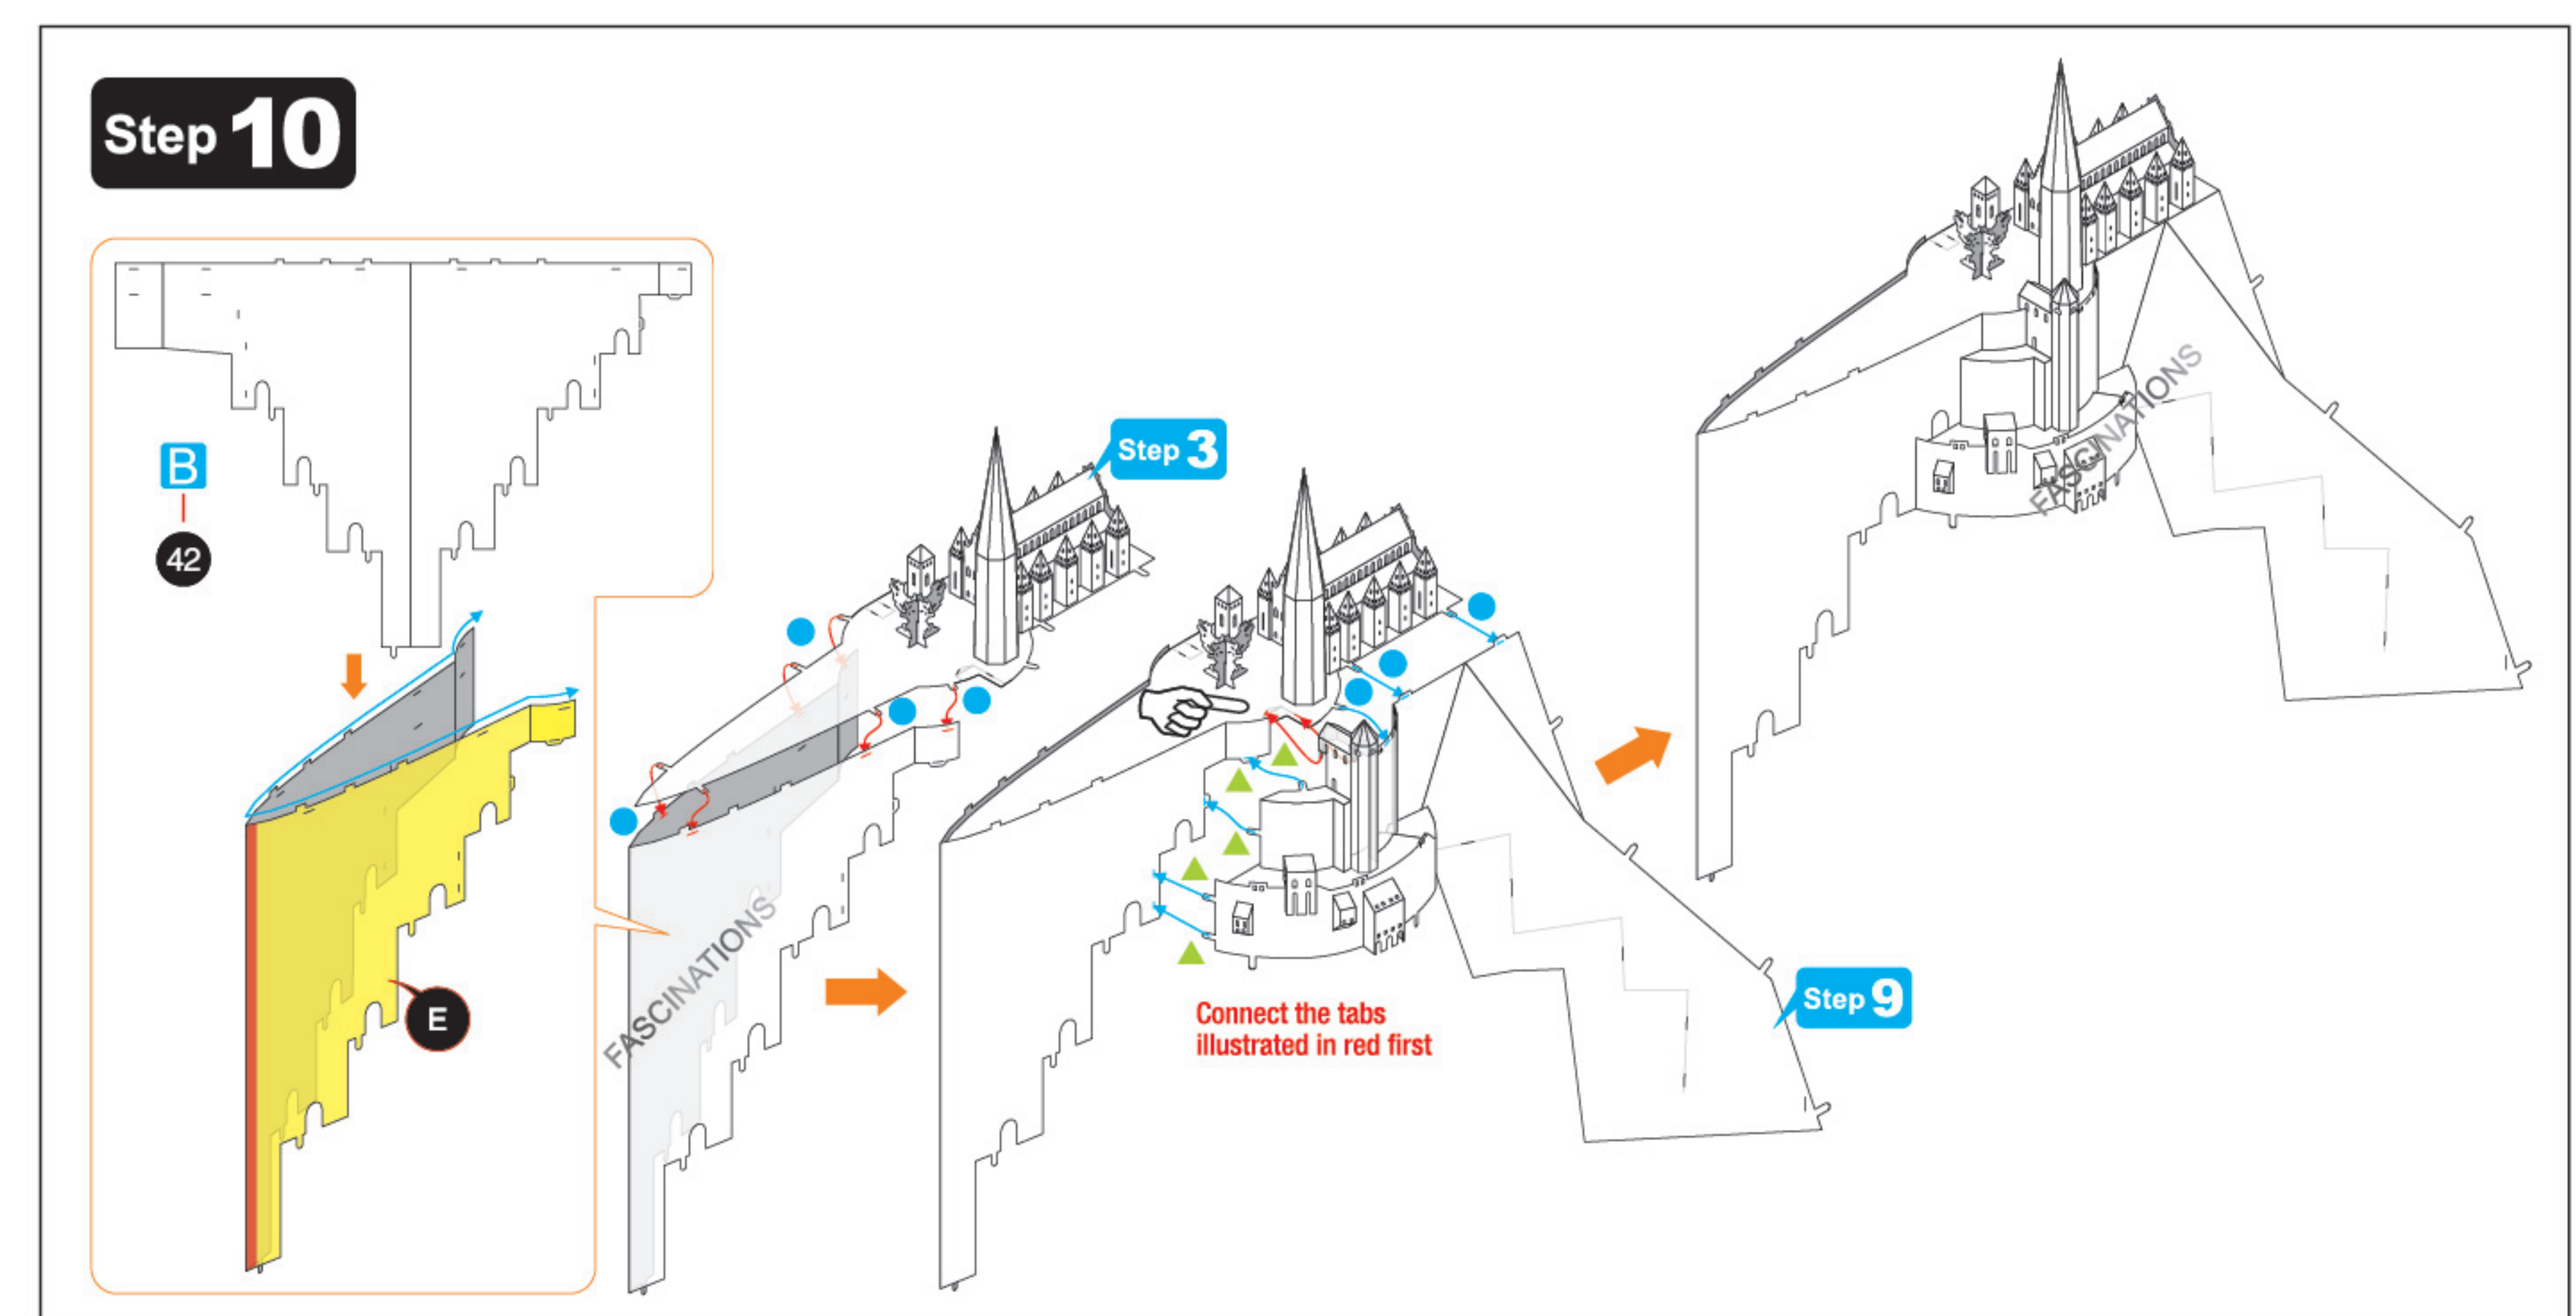 Step 10
B
42
E
Step 3
FASCINATIONS
Connect the tabs
illustrated in red first
Step 9
FASCINATIONS